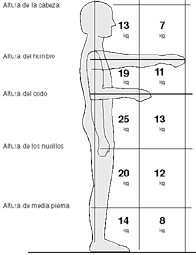 Altura de la cabeza
13 kg 7 kg
Altura del hombro
19 kg 11 kg
Altura del codo
25 kg 13 kg
Altura de los nudillos
20 kg 12 kg
Altura de media pierna
14 kg 8 kg